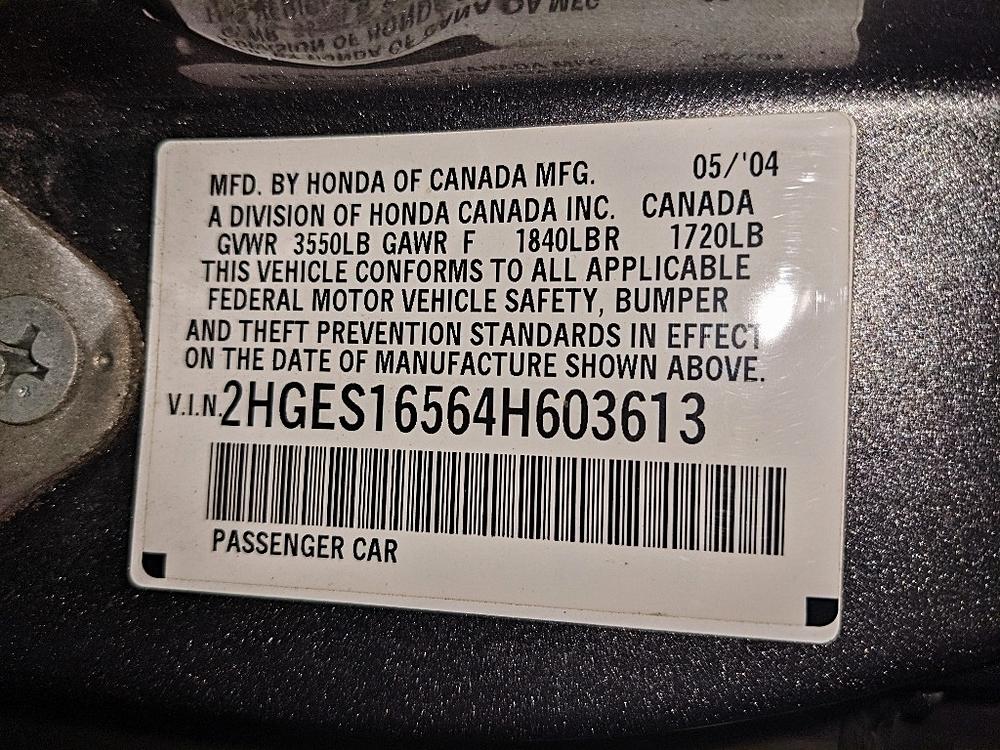 MFD. BY HONDA OF CANADA MFG. 05/'04
A DIVISION OF HONDA CANADA INC. CANADA
GVWR 3550LB GAWR F 1840LBR 1720LB
THIS VEHICLE CONFORMS TO ALL APPLICABLE
FEDERAL MOTOR VEHICLE SAFETY, BUMPER
AND THEFT PREVENTION STANDARDS IN EFFECT
ON THE DATE OF MANUFACTURE SHOWN ABOVE.
V.I.N.2HGES16564H603613
PASSENGER CAR